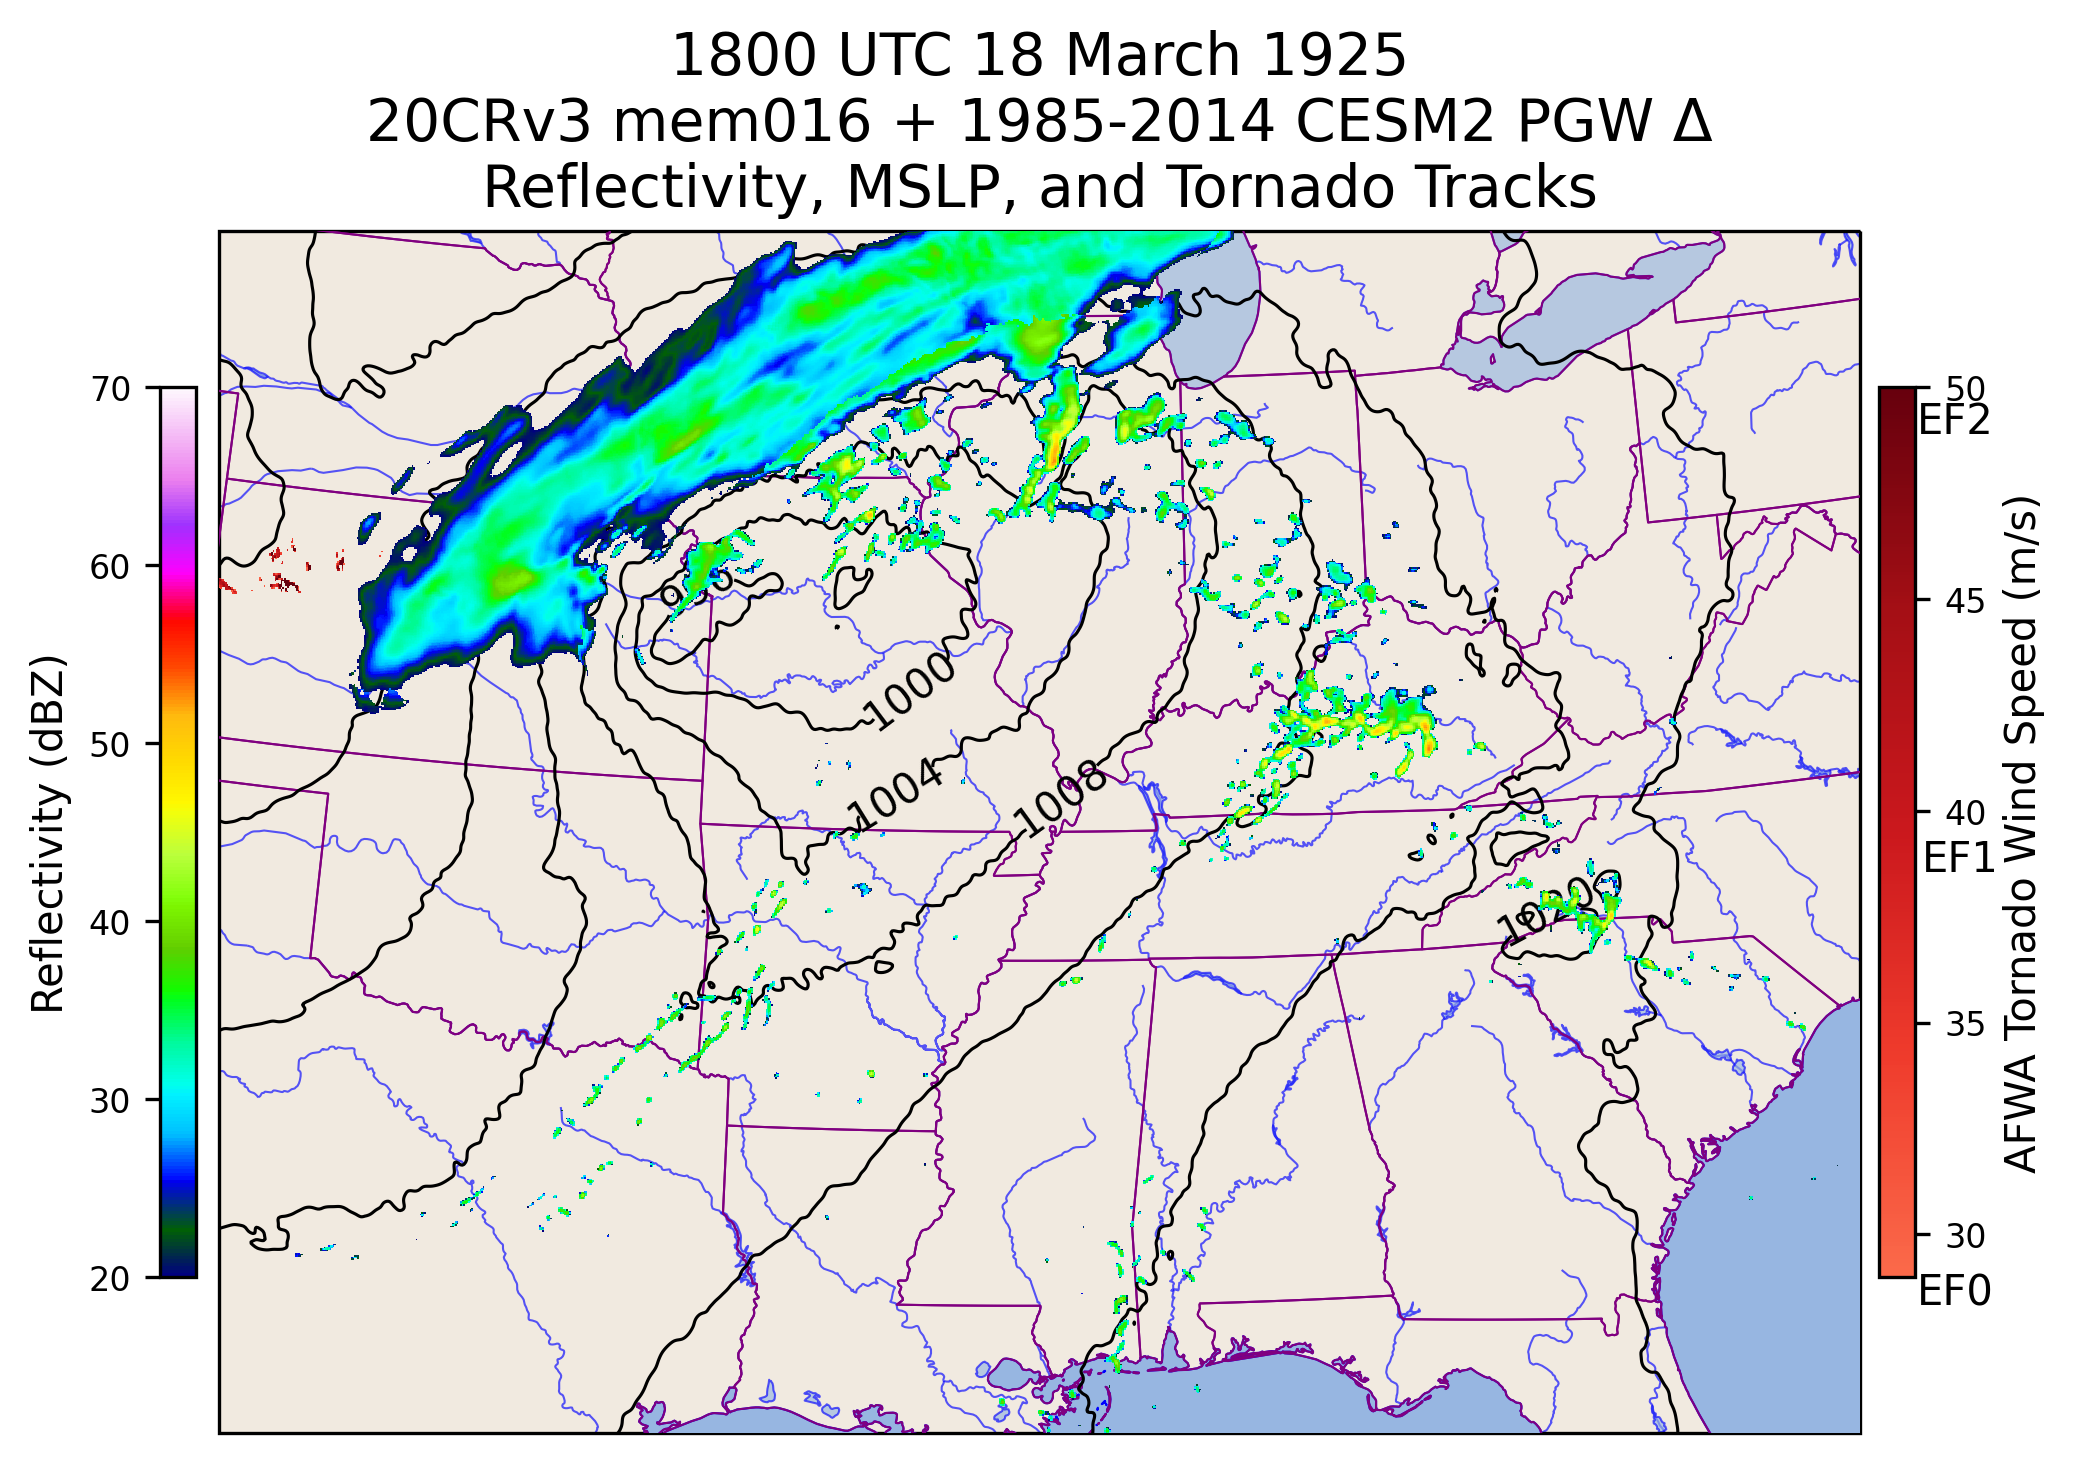 1800 UTC 18 March 1925
20CRv3 mem016 + 1985-2014 CESM2 PGW Δ
Reflectivity, MSLP, and Tornado Tracks
70
60
50
40
30
20
Reflectivity (dBZ)
1000
1004
1008
50
EF2
45
40
EF1
35
30
EF0
AFWA Tornado Wind Speed (m/s)